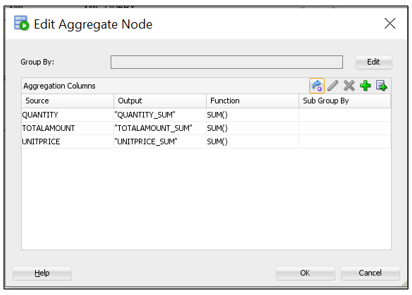 Edit Aggregate Node
Group By:
Edit
Aggregation Columns
Source Output Function Sub Group By
QUANTITY "QUANTITY_SUM" SUM()
TOTALAMOUNT "TOTALAMOUNT_SUM" SUM()
UNITPRICE "UNITPRICE_SUM" SUM()
Help OK Cancel